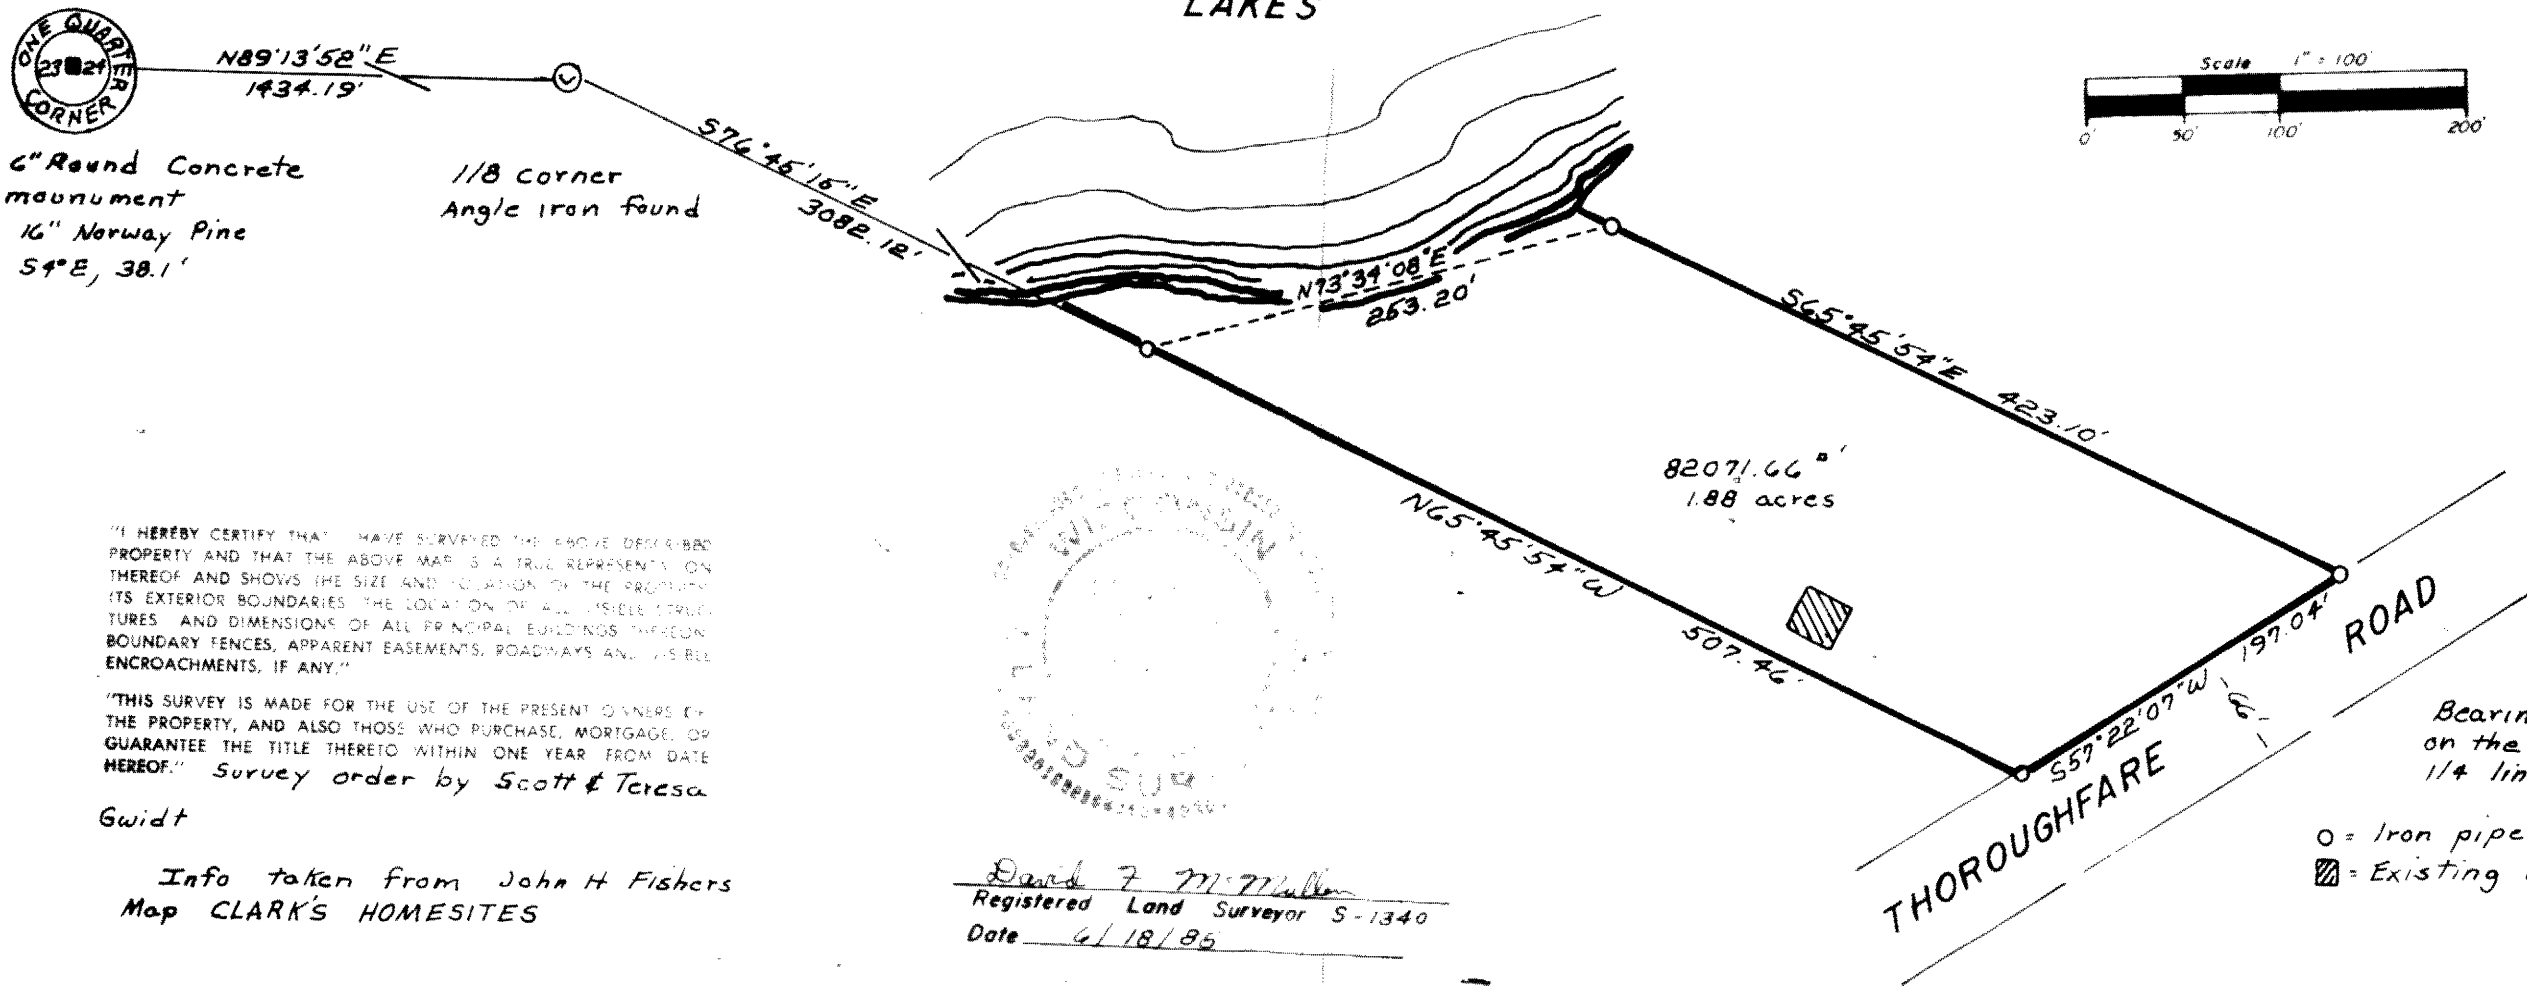 LAKES
ONE QUARTER CORNER
23 24
N89°13'52"E
1434.19'
6" Round Concrete
mounument
16" Norway Pine
S4°E, 38.1'
1/8 corner
Angle iron found
S76°45'15"E
3082.12'
Scale 1" = 100'
0' 50' 100' 200'
N73°34'08"E
253.20'
S65°45'54"E 423.10'
82071.66 □'
1.88 acres
N65°45'54"W
507.46'
S57°22'07"W 197.04'
66'
THOROUGHFARE ROAD
Bearin
on the
1/4 lin
O = Iron pipe
= Existing
"I HEREBY CERTIFY THAT HAVE SURVEYED THE ABOVE DESCRIBED
PROPERTY AND THAT THE ABOVE MAP IS A TRUE REPRESENTATION
THEREOF AND SHOWS THE SIZE AND LOCATION OF THE PROPERTY
ITS EXTERIOR BOUNDARIES THE LOCATION OF ALL VISIBLE STRUC
TURES AND DIMENSIONS OF ALL PRINCIPAL BUILDINGS THEREON
BOUNDARY FENCES, APPARENT EASEMENTS, ROADWAYS AND VISIBLE
ENCROACHMENTS, IF ANY."
"THIS SURVEY IS MADE FOR THE USE OF THE PRESENT OWNERS OF
THE PROPERTY, AND ALSO THOSE WHO PURCHASE, MORTGAGE, OR
GUARANTEE THE TITLE THERETO WITHIN ONE YEAR FROM DATE
HEREOF." Survey order by Scott & Teresa
Gwidt
Info taken from John H Fishers
Map CLARK'S HOMESITES
WISCONSIN
David F McMullen
Registered Land Surveyor S-1340
Date 6/18/85